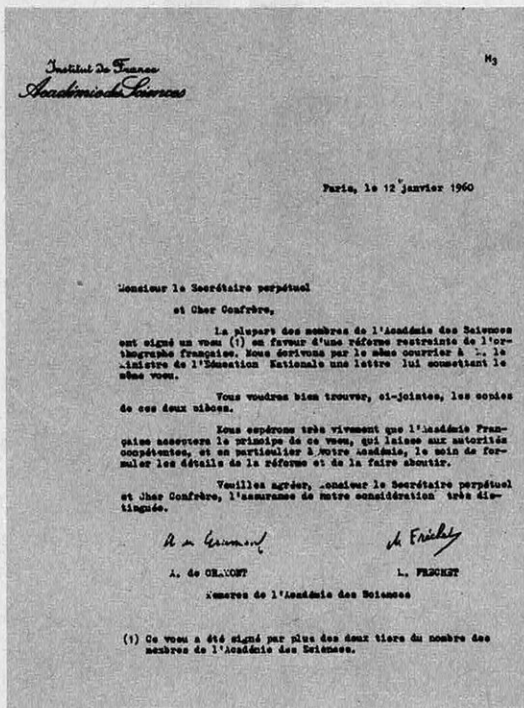 M3
Institut de France
Académie des Sciences
Paris, le 12 janvier 1960
Monsieur le Secrétaire perpétuel
et Cher Confrère,
La plupart des membres de l'Académie des Sciences
ont signé un voeu (1) en faveur d'une réforme restreinte de l'or-
thographe française. Nous écrivons par le même courrier à M. le
Ministre de l'Education Nationale une lettre lui soumettant le
même voeu.
Vous voudrez bien trouver, ci-jointes, les copies
de ces deux pièces.
Nous espérons très vivement que l'Académie Fran-
çaise acceptera le principe de ce voeu, qui laisse aux autorités
compétentes, et en particulier à votre Académie, le soin de for-
muler les détails de la réforme et de la faire aboutir.
Veuillez agréer, Monsieur le Secrétaire perpétuel
et Cher Confrère, l'assurance de notre considération très dis-
tinguée.
A de Gramont M Fréchet
A. de GRAMONT M. FRECHET
Membres de l'Académie des Sciences
(1) Ce voeu a été signé par plus des deux tiers du nombre des
membres de l'Académie des Sciences.